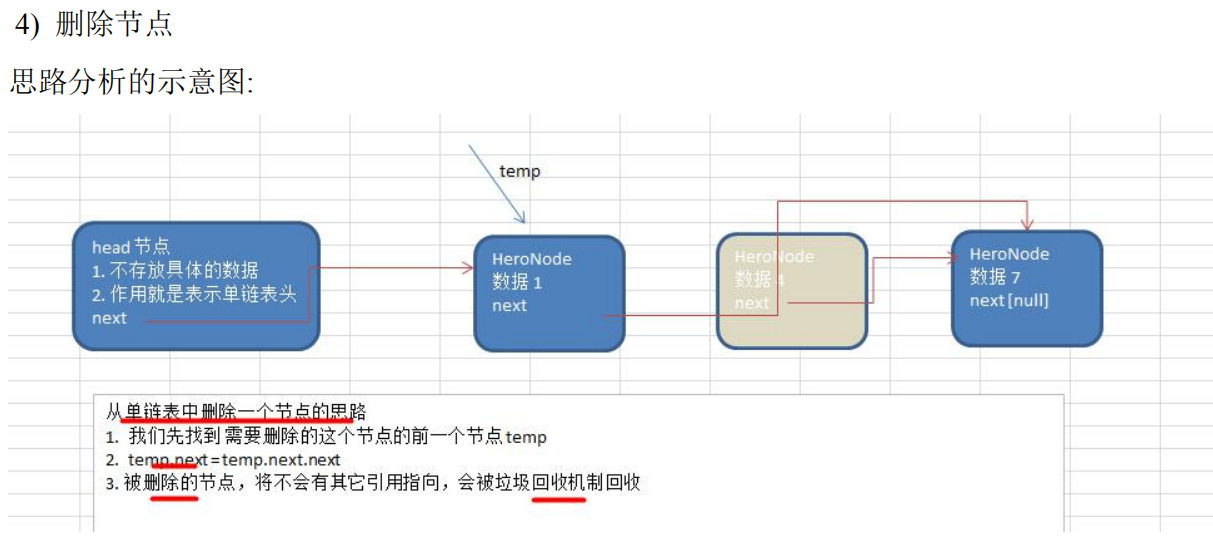 4) 删除节点
思路分析的示意图:
temp
head 节点
1. 不存放具体的数据
2. 作用就是表示单链表头
next
HeroNode
数据 1
next
HeroNode
数据 4
next
HeroNode
数据 7
next [null]
从单链表中删除一个节点的思路
1. 我们先找到 需要删除的这个节点的前一个节点 temp
2. temp.next=temp.next.next
3. 被删除的节点，将不会有其它引用指向，会被垃圾回收机制回收